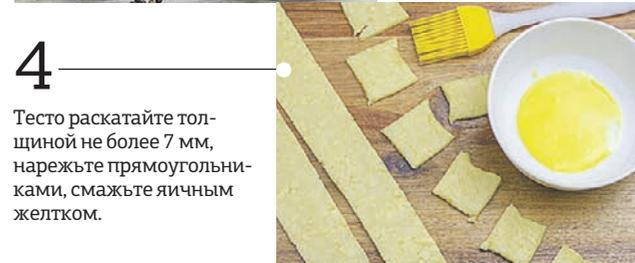 4
Тесто раскатайте тол-
щиной не более 7 мм,
нарежьте прямоугольни-
ками, смажьте яичным
желтком.